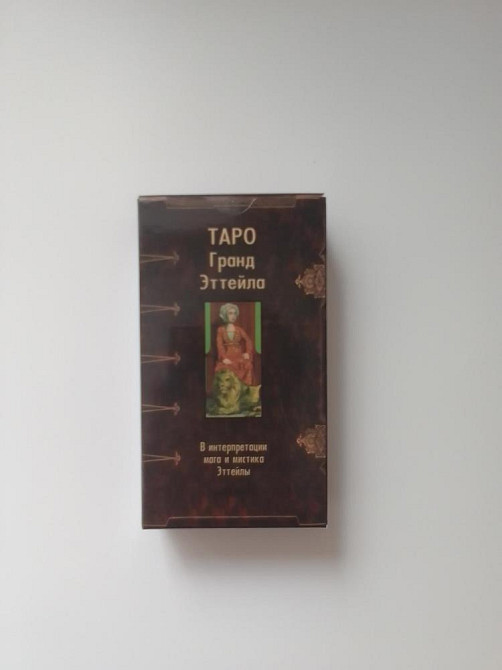 ТАРО
Гранд
Эттейла
В интерпретации
мага и мистика
Эттейлы